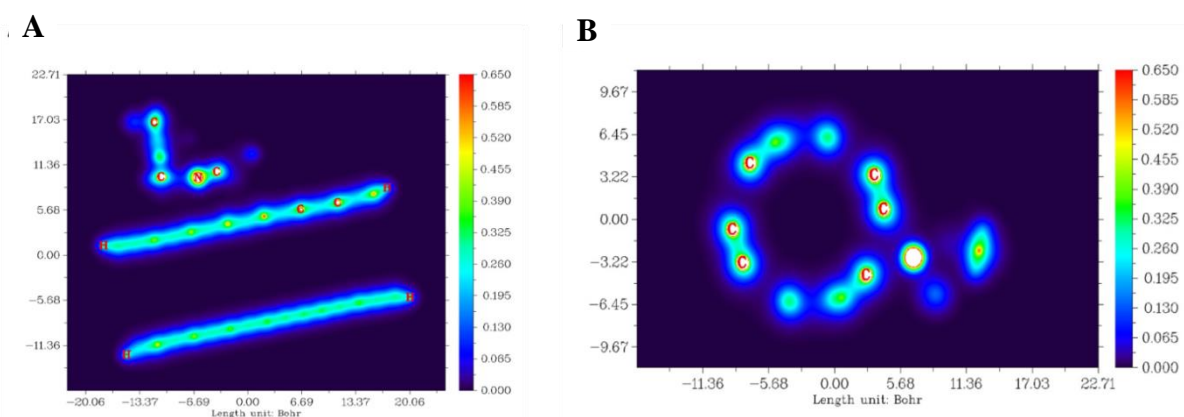 A
B
22.71
17.03
11.36
5.68
0.00
−5.68
−11.36
−20.06
−13.37
−6.69
0.00
6.69
13.37
20.06
Length unit: Bohr
0.650
0.585
0.520
0.455
0.390
0.325
0.260
0.195
0.130
0.065
0.000
C
C
N
C
C
C
H
H
H
9.67
6.45
3.22
0.00
−3.22
−6.45
−9.67
−11.36
−5.68
0.00
5.68
11.36
17.03
22.71
Length unit: Bohr
0.650
0.585
0.520
0.455
0.390
0.325
0.260
0.195
0.130
0.065
0.000
C
C
C
C
C
C